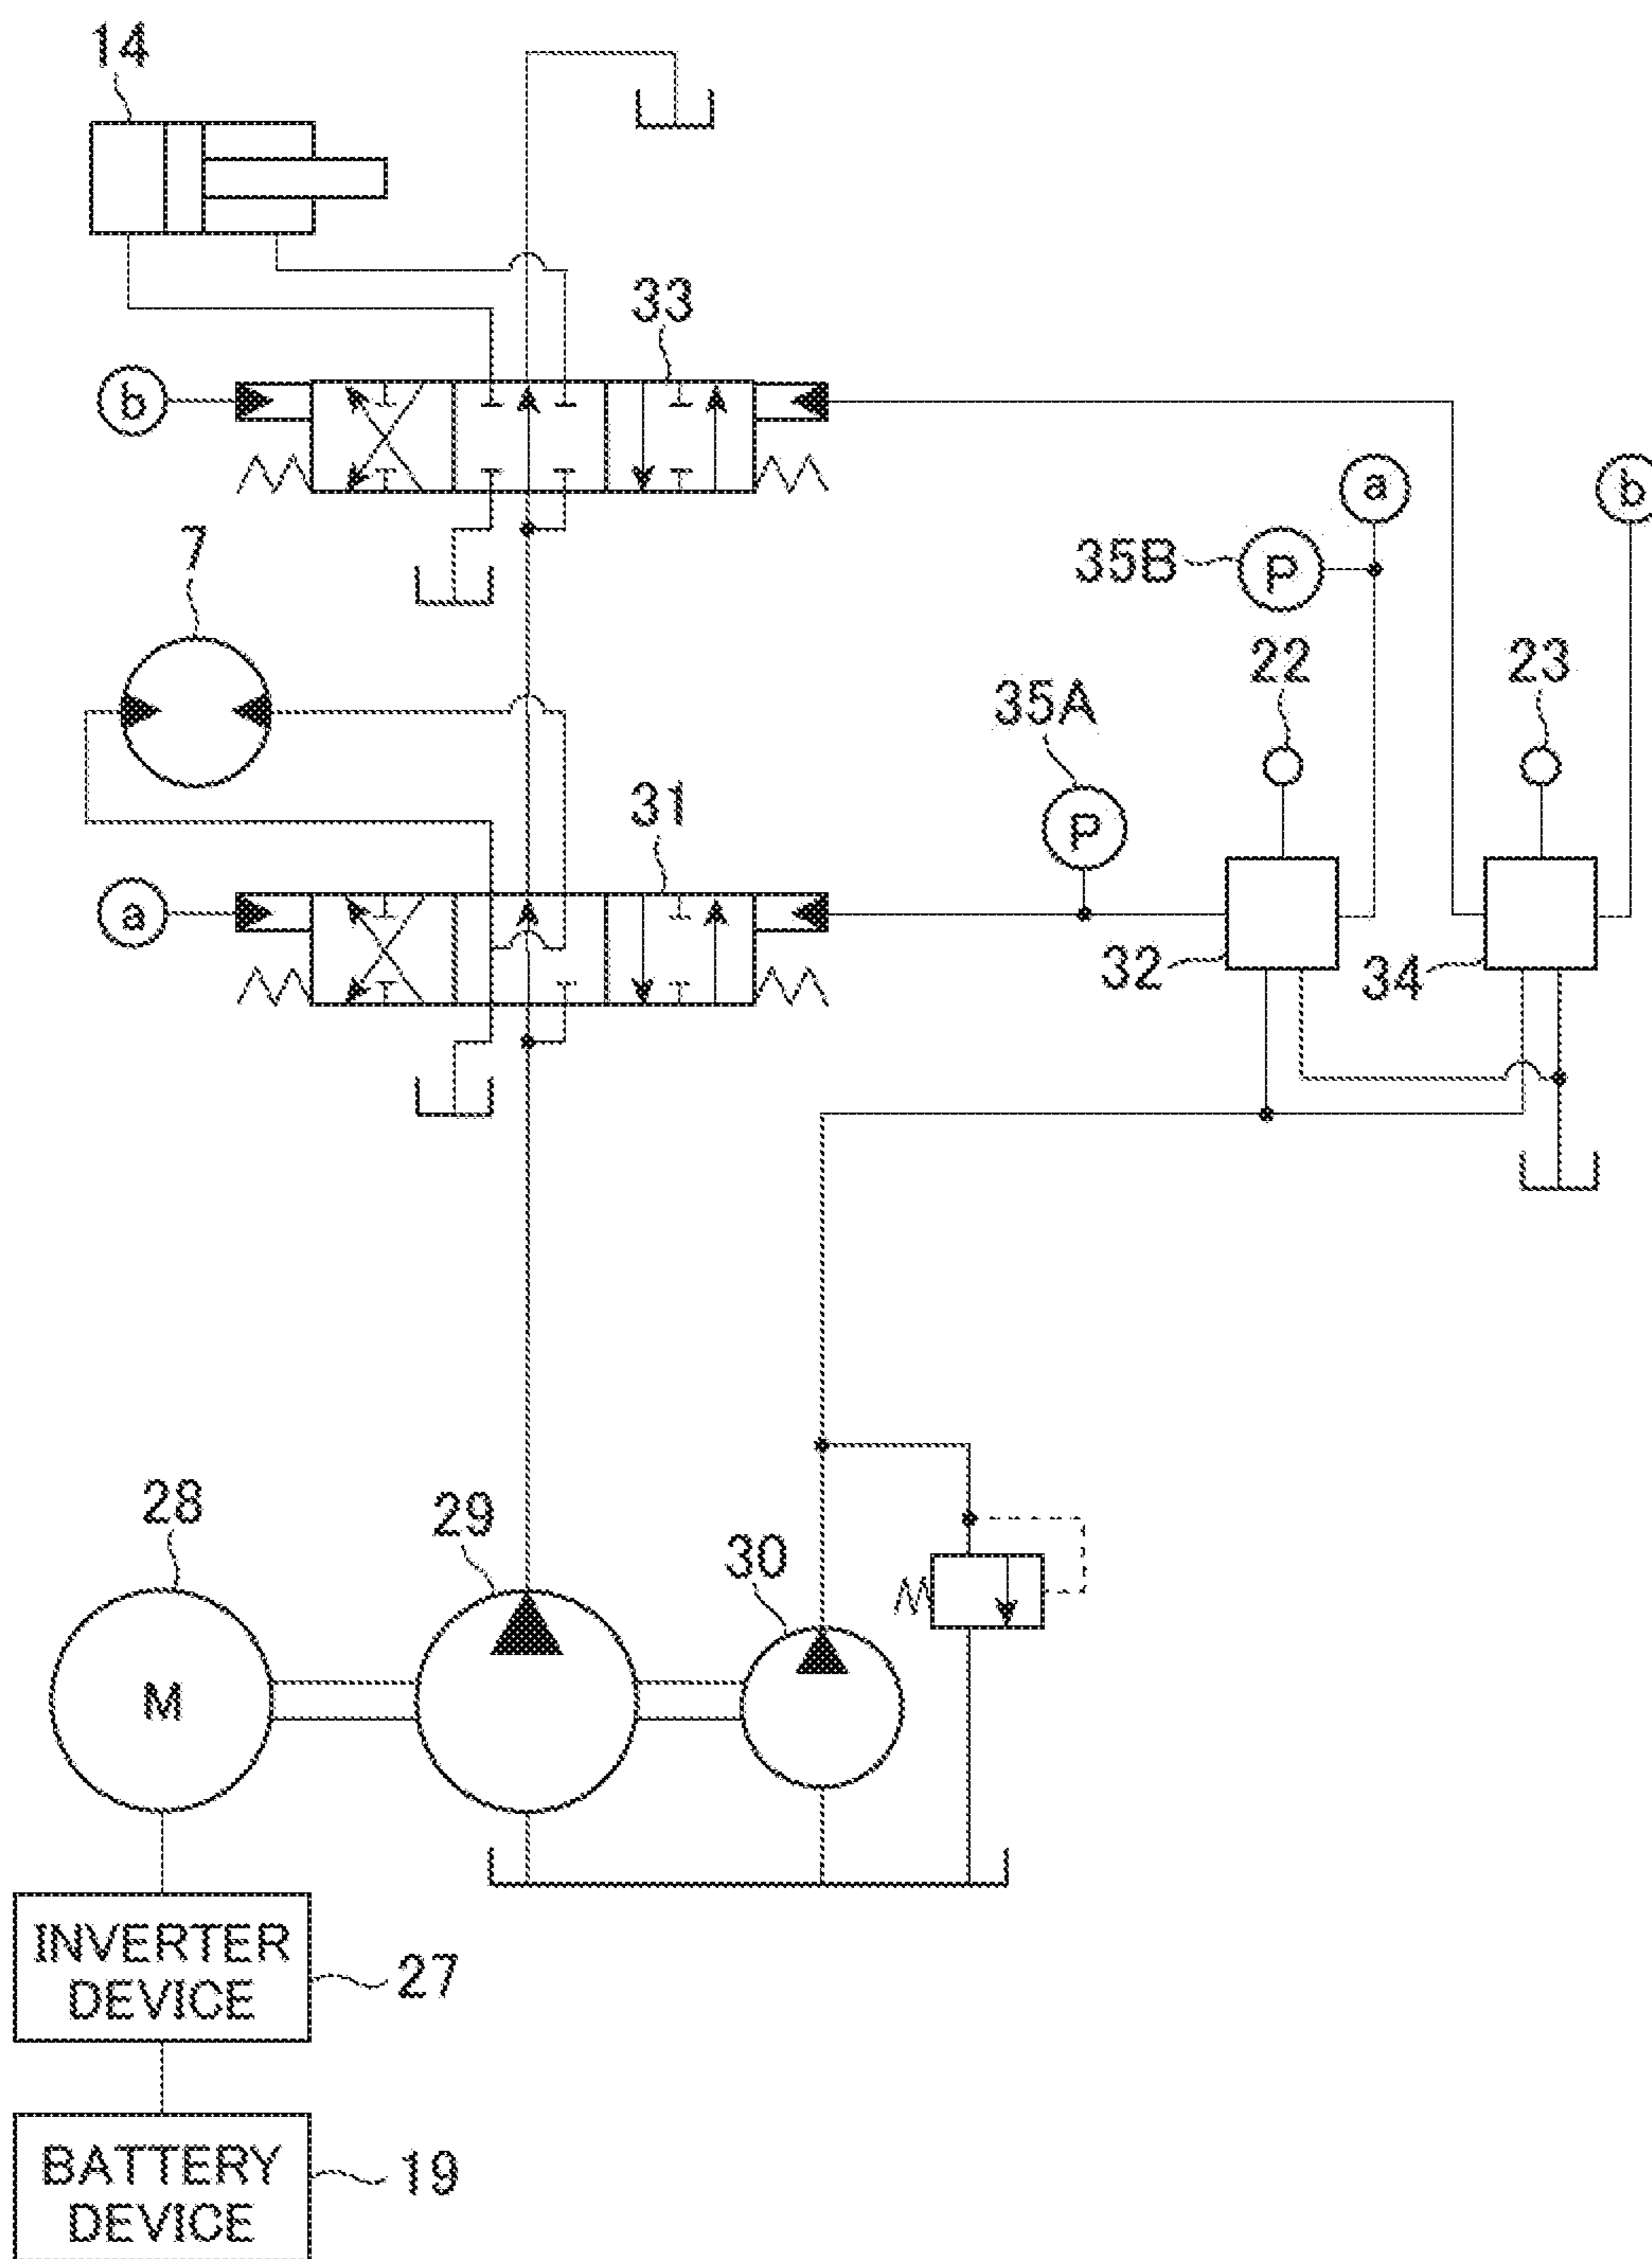 14
33
b
a
b
7
35B
P
22
23
35A
P
31
a
32
34
28
29
30
M
INVERTER
DEVICE
27
BATTERY
DEVICE
19